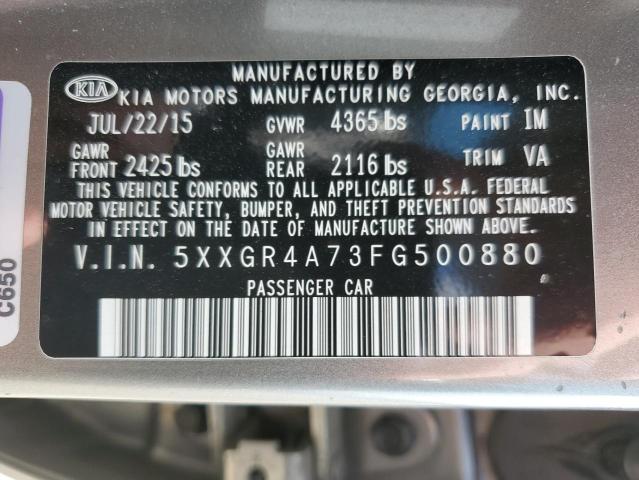 MANUFACTURED BY
KIA KIA MOTORS MANUFACTURING GEORGIA, INC.
JUL/22/15 GVWR 4365 lbs PAINT IM
GAWR FRONT 2425 lbs GAWR REAR 2116 lbs TRIM VA
THIS VEHICLE CONFORMS TO ALL APPLICABLE U.S.A. FEDERAL
MOTOR VEHICLE SAFETY, BUMPER, AND THEFT PREVENTION STANDARDS
IN EFFECT ON THE DATE OF MANUFACTURE SHOWN ABOVE.
V.I.N. 5XXGR4A73FG500880
PASSENGER CAR
C650